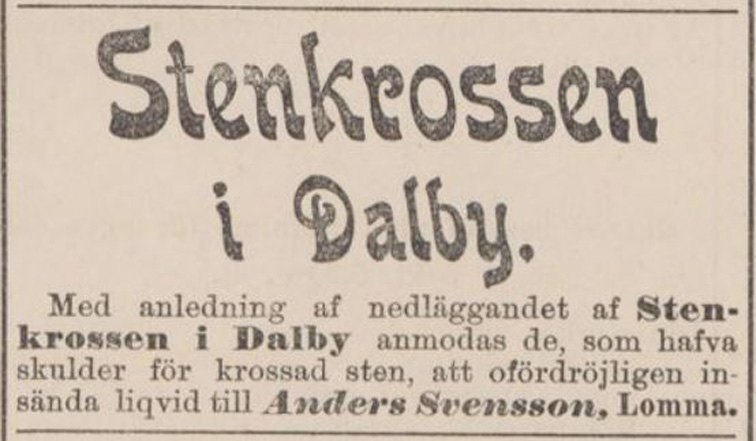 Stenkrossen
i Dalby.
Med anledning af nedläggandet af Sten-
krossen i Dalby anmodas de, som hafva
skulder för krossad sten, att ofördröjligen in-
sända liqvid till Anders Svensson, Lomma.